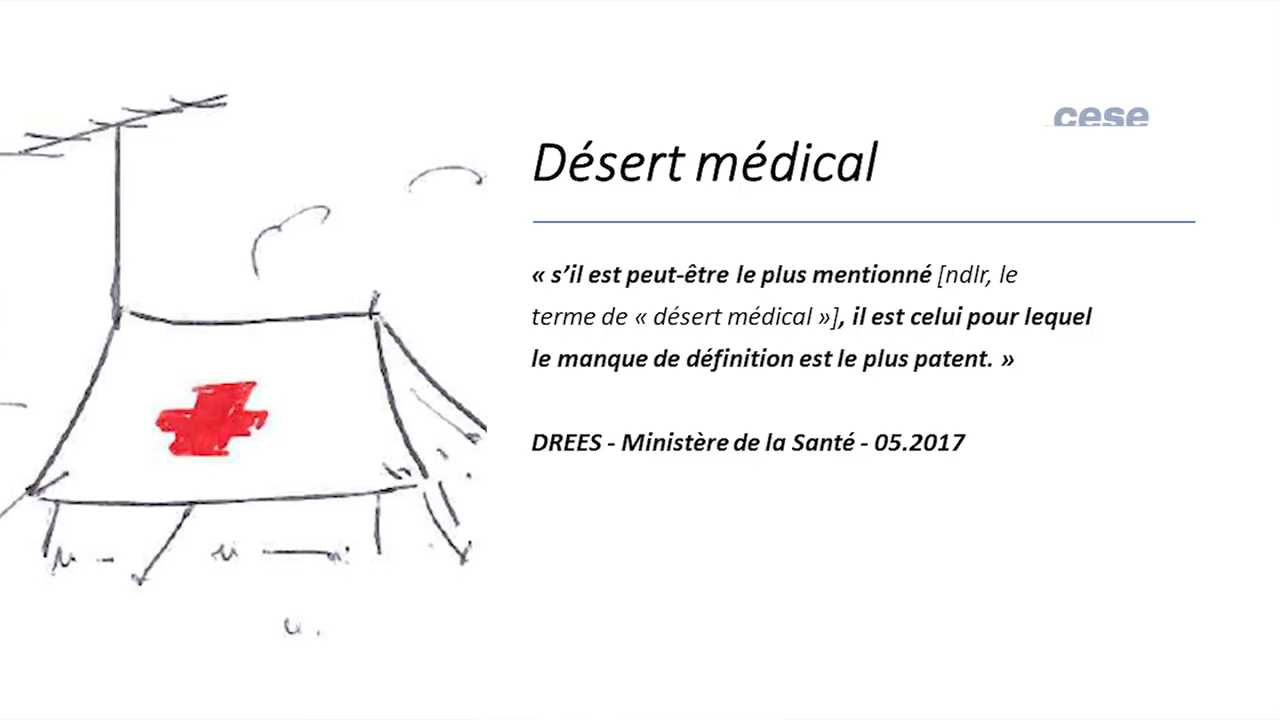 cese
Désert médical
« s’il est peut-être le plus mentionné [ndlr, le
terme de « désert médical »], il est celui pour lequel
le manque de définition est le plus patent. »
DREES - Ministère de la Santé - 05.2017